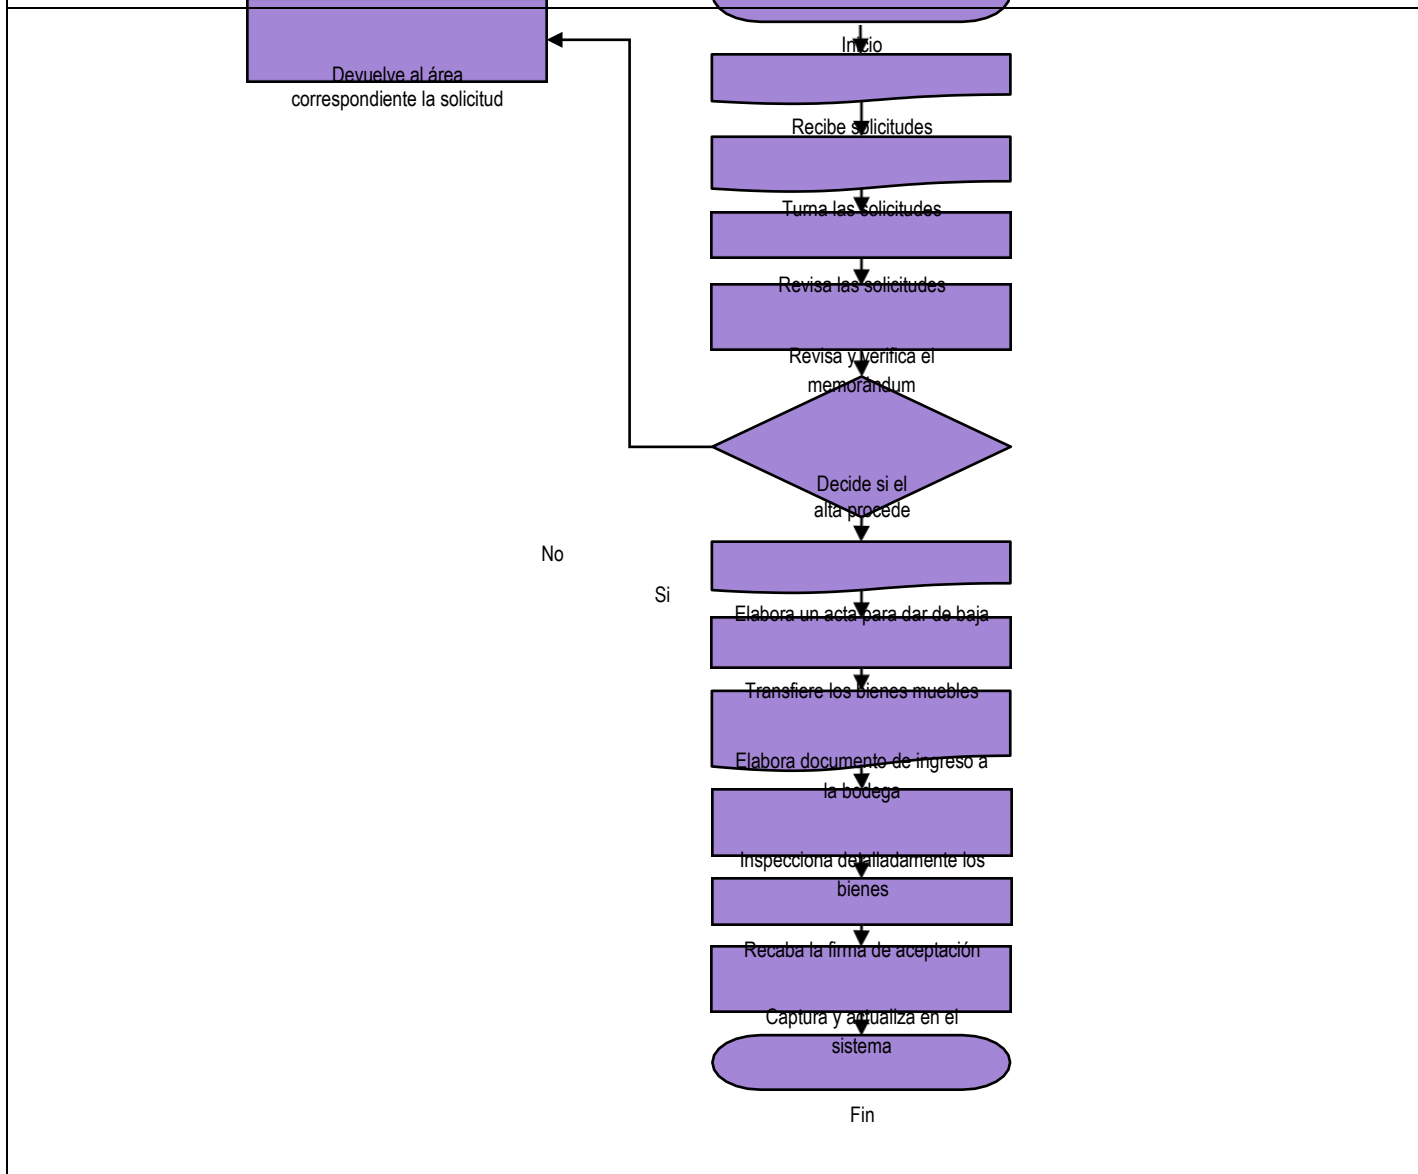 Inicio
Devuelve al área
correspondiente la solicitud
Recibe solicitudes
Turna las solicitudes
Revisa las solicitudes
Revisa y verifica el
memorándum
Decide si el
alta procede
No
Si
Elabora un acta para dar de baja
Transfiere los bienes muebles
Elabora documento de ingreso a
la bodega
Inspecciona detalladamente los
bienes
Recaba la firma de aceptación
Captura y actualiza en el
sistema
Fin